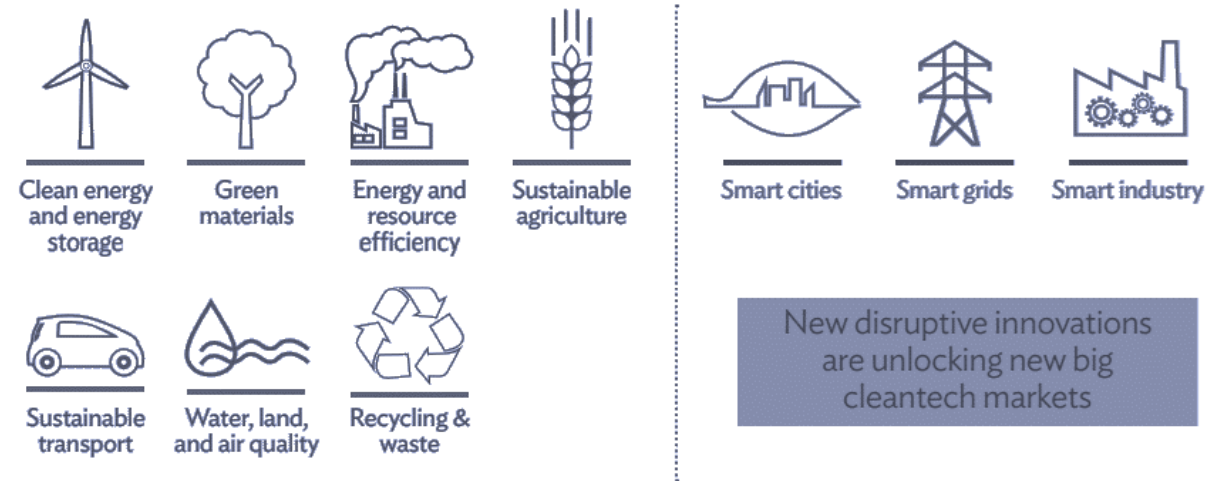 Clean energy
and energy
storage
Green
materials
Energy and
resource
efficiency
Sustainable
agriculture
Smart cities
Smart grids
Smart industry
Sustainable
transport
Water, land,
and air quality
Recycling &
waste
New disruptive innovations
are unlocking new big
cleantech markets